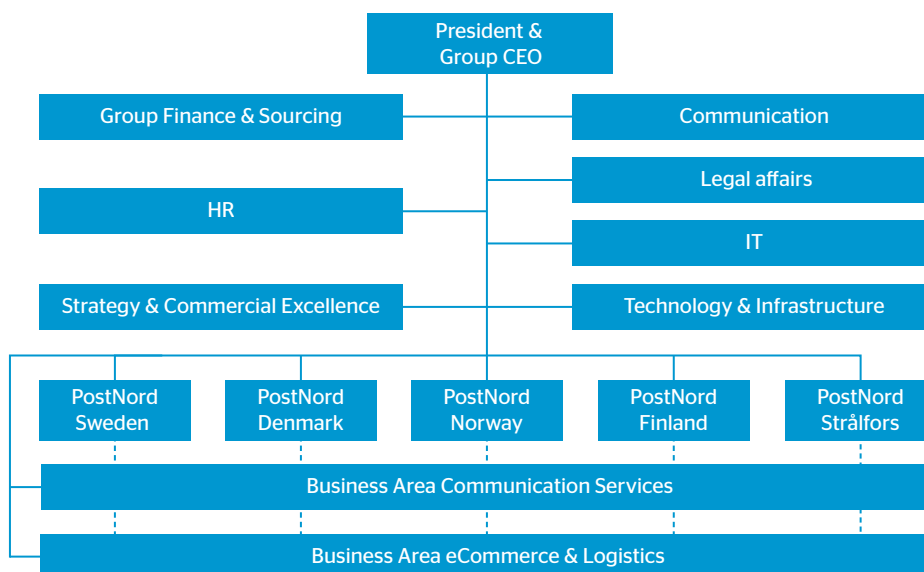 President &
Group CEO
Group Finance & Sourcing
Communication
Legal affairs
HR
IT
Strategy & Commercial Excellence
Technology & Infrastructure
PostNord
Sweden
PostNord
Denmark
PostNord
Norway
PostNord
Finland
PostNord
Strålfors
Business Area Communication Services
Business Area eCommerce & Logistics